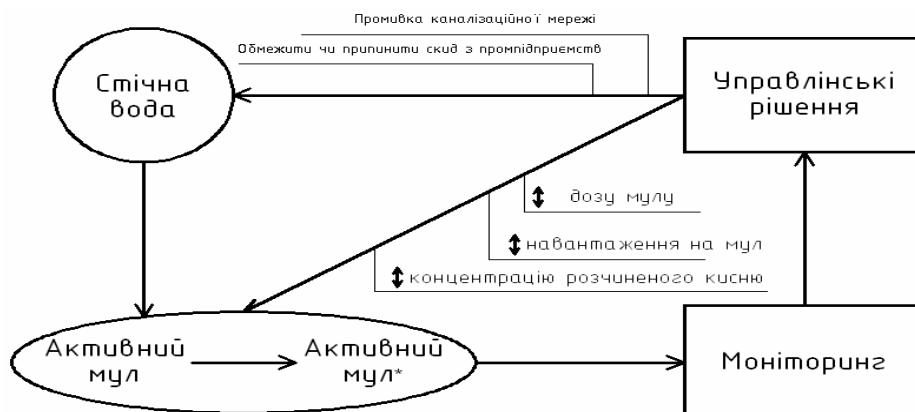 Промивка каналізаційної мережі
Обмежити чи припинити скид з промпідприємств
Стічна
вода
Управлінські
рішення
дозу мулу
навантаження на мул
концентрацію розчиненого кисню
Активний
мул
Активний
мул*
Моніторинг